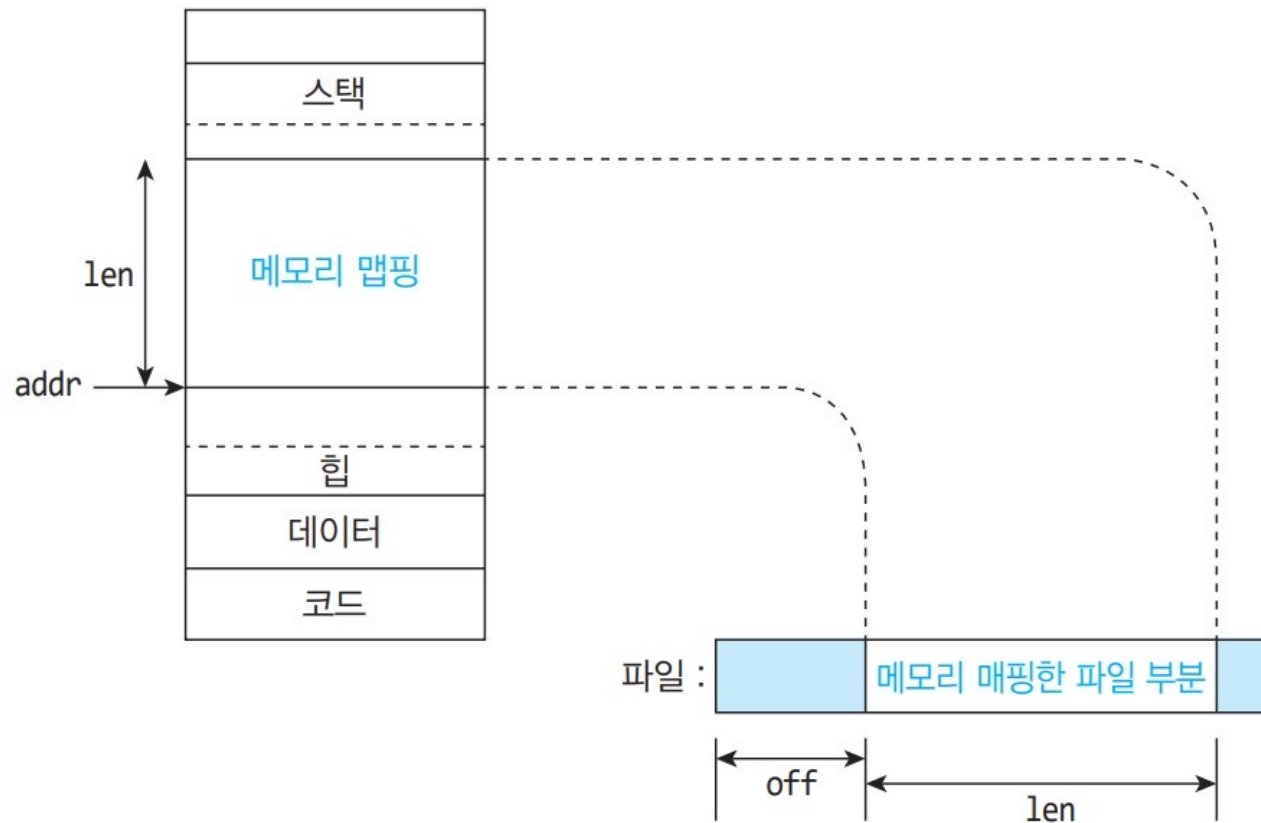 스택
메모리 맵핑
len
addr
힙
데이터
코드
파일 :
메모리 매핑한 파일 부분
off
len